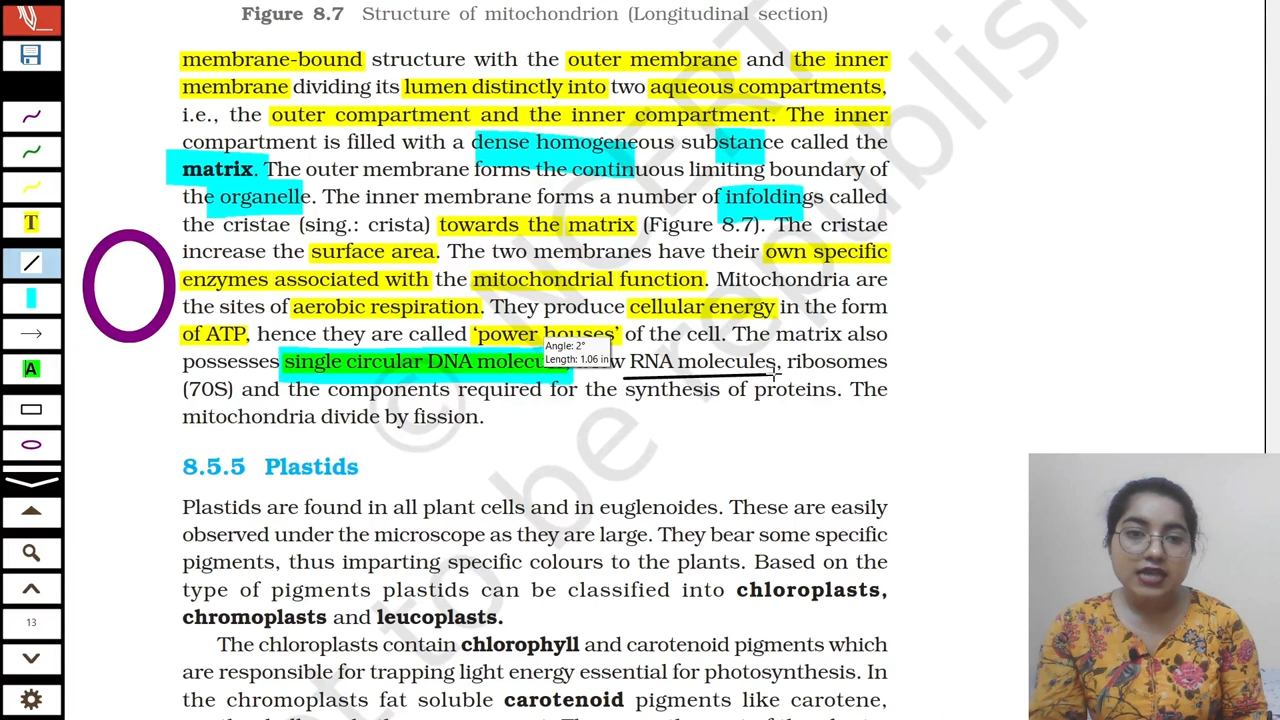 Figure 8.7 Structure of mitochondrion (Longitudinal section)
membrane-bound structure with the outer membrane and the inner
membrane dividing its lumen distinctly into two aqueous compartments,
i.e., the outer compartment and the inner compartment. The inner
compartment is filled with a dense homogeneous substance called the
matrix. The outer membrane forms the continuous limiting boundary of
the organelle. The inner membrane forms a number of infoldings called
the cristae (sing.: crista) towards the matrix (Figure 8.7). The cristae
increase the surface area. The two membranes have their own specific
enzymes associated with the mitochondrial function. Mitochondria are
the sites of aerobic respiration. They produce cellular energy in the form
of ATP, hence they are called ‘power houses’ of the cell. The matrix also
Angle: 2°
Length: 1.06 in
possesses single circular DNA RNA molecules, ribosomes
(70S) and the components required for the synthesis of proteins. The
mitochondria divide by fission.
8.5.5 Plastids
Plastids are found in all plant cells and in euglenoides. These are easily
observed under the microscope as they are large. They bear some specific
pigments, thus imparting specific colours to the plants. Based on the
type of pigments plastids can be classified into chloroplasts,
chromoplasts and leucoplasts.
The chloroplasts contain chlorophyll and carotenoid pigments which
are responsible for trapping light energy essential for photosynthesis. In
the chromoplasts fat soluble carotenoid pigments like carotene,
T
A
13
© NCERT
to be republish